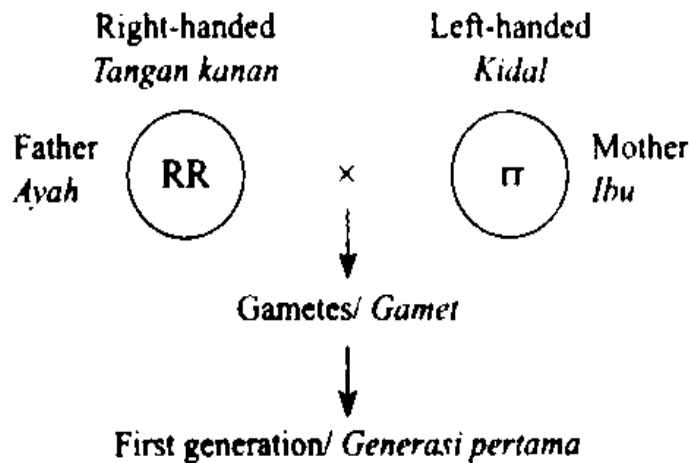 Right-handed
Tangan kanan
Left-handed
Kidal
Father
Ayah
RR
×
rr
Mother
Ibu
Gametes/ Gamet
First generation/ Generasi pertama